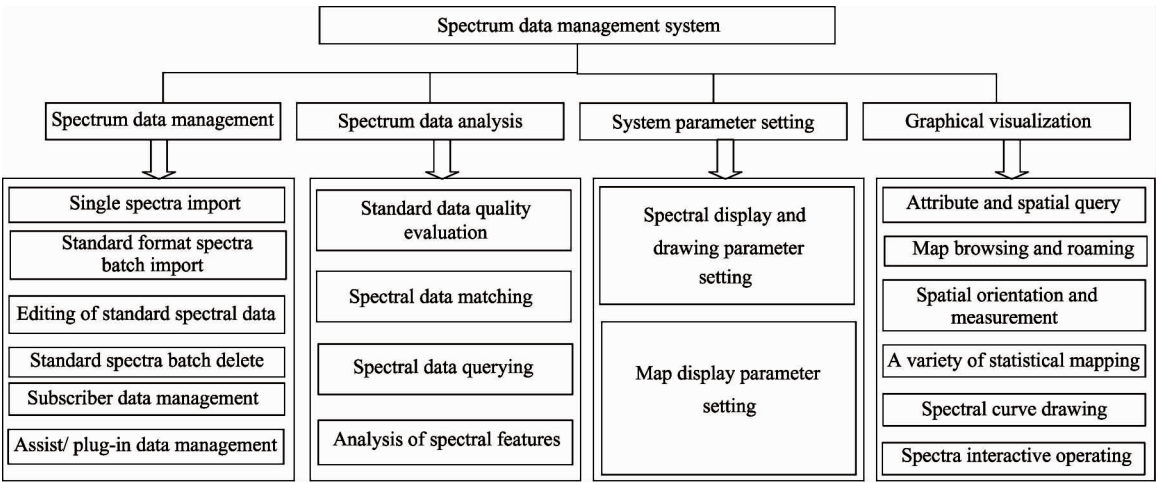 Spectrum data management system
Spectrum data management
Spectrum data analysis
System parameter setting
Graphical visualization
Single spectra import
Standard format spectra
batch import
Editing of standard spectral data
Standard spectra batch delete
Subscriber data management
Assist/ plug-in data management
Standard data quality
evaluation
Spectral data matching
Spectral data querying
Analysis of spectral features
Spectral display and
drawing parameter
setting
Map display parameter
setting
Attribute and spatial query
Map browsing and roaming
Spatial orientation and
measurement
A variety of statistical mapping
Spectral curve drawing
Spectra interactive operating